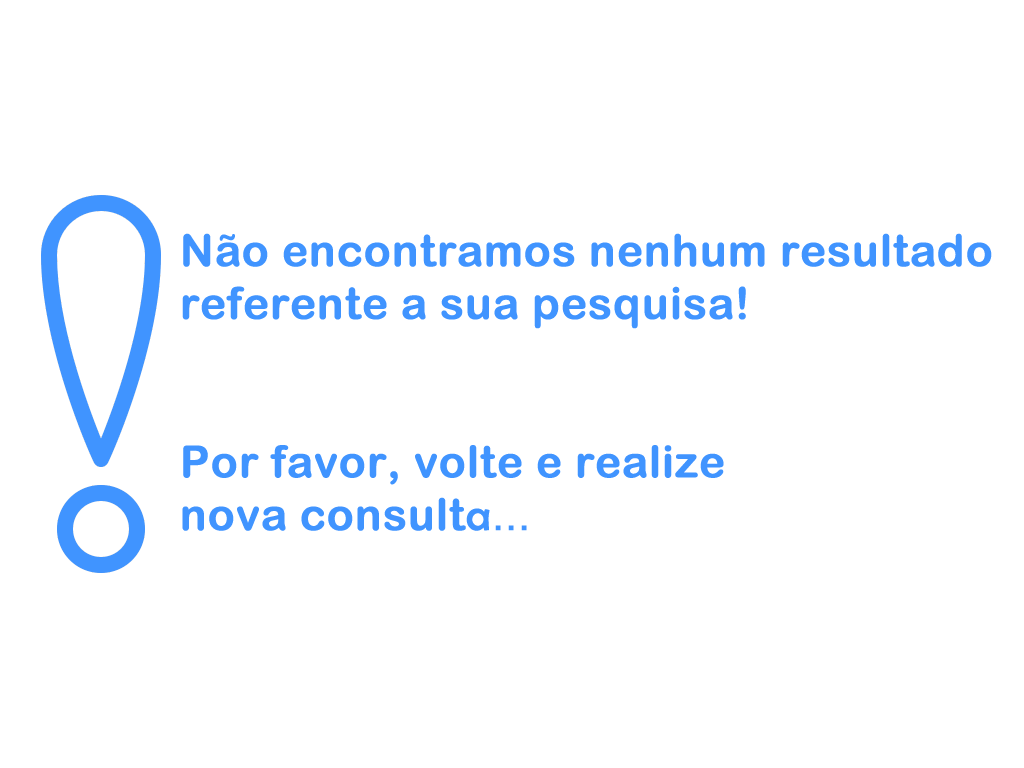 Não encontramos nenhum resultado
referente a sua pesquisa!
Por favor, volte e realize
nova consulta...